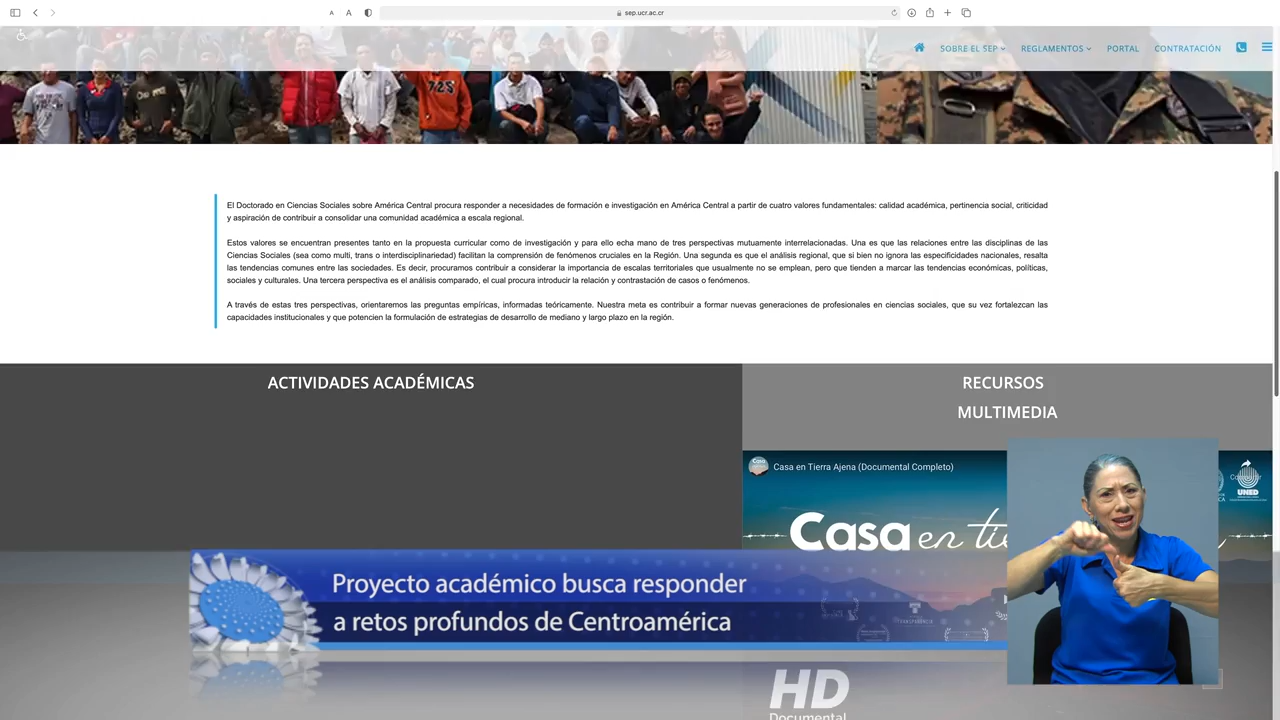 A A sep.ucr.ac.cr
SOBRE EL SEP REGLAMENTOS PORTAL CONTRATACIÓN
725
El Doctorado en Ciencias Sociales sobre América Central procura responder a necesidades de formación e investigación en América Central a partir de cuatro valores fundamentales: calidad académica, pertinencia social, criticidad
y aspiración de contribuir a consolidar una comunidad académica a escala regional.
Estos valores se encuentran presentes tanto en la propuesta curricular como de investigación y para ello echa mano de tres perspectivas mutuamente interrelacionadas. Una es que las relaciones entre las disciplinas de las
Ciencias Sociales (sea como multi, trans o interdisciplinariedad) facilitan la comprensión de fenómenos cruciales en la Región. Una segunda es que el análisis regional, que si bien no ignora las especificidades nacionales, resalta
las tendencias comunes entre las sociedades. Es decir, procuramos contribuir a considerar la importancia de escalas territoriales que usualmente no se emplean, pero que tienden a marcar las tendencias económicas, políticas,
sociales y culturales. Una tercera perspectiva es el análisis comparado, el cual procura introducir la relación y contrastación de casos o fenómenos.
A través de estas tres perspectivas, orientaremos las preguntas empíricas, informadas teóricamente. Nuestra meta es contribuir a formar nuevas generaciones de profesionales en ciencias sociales, que su vez fortalezcan las
capacidades institucionales y que potencien la formulación de estrategias de desarrollo de mediano y largo plazo en la región.
ACTIVIDADES ACADÉMICAS
RECURSOS
MULTIMEDIA
Casa en Tierra Ajena (Documental Completo)
UNED
Casa en tie
Proyecto académico busca responder
a retos profundos de Centroamérica
HD
Documental